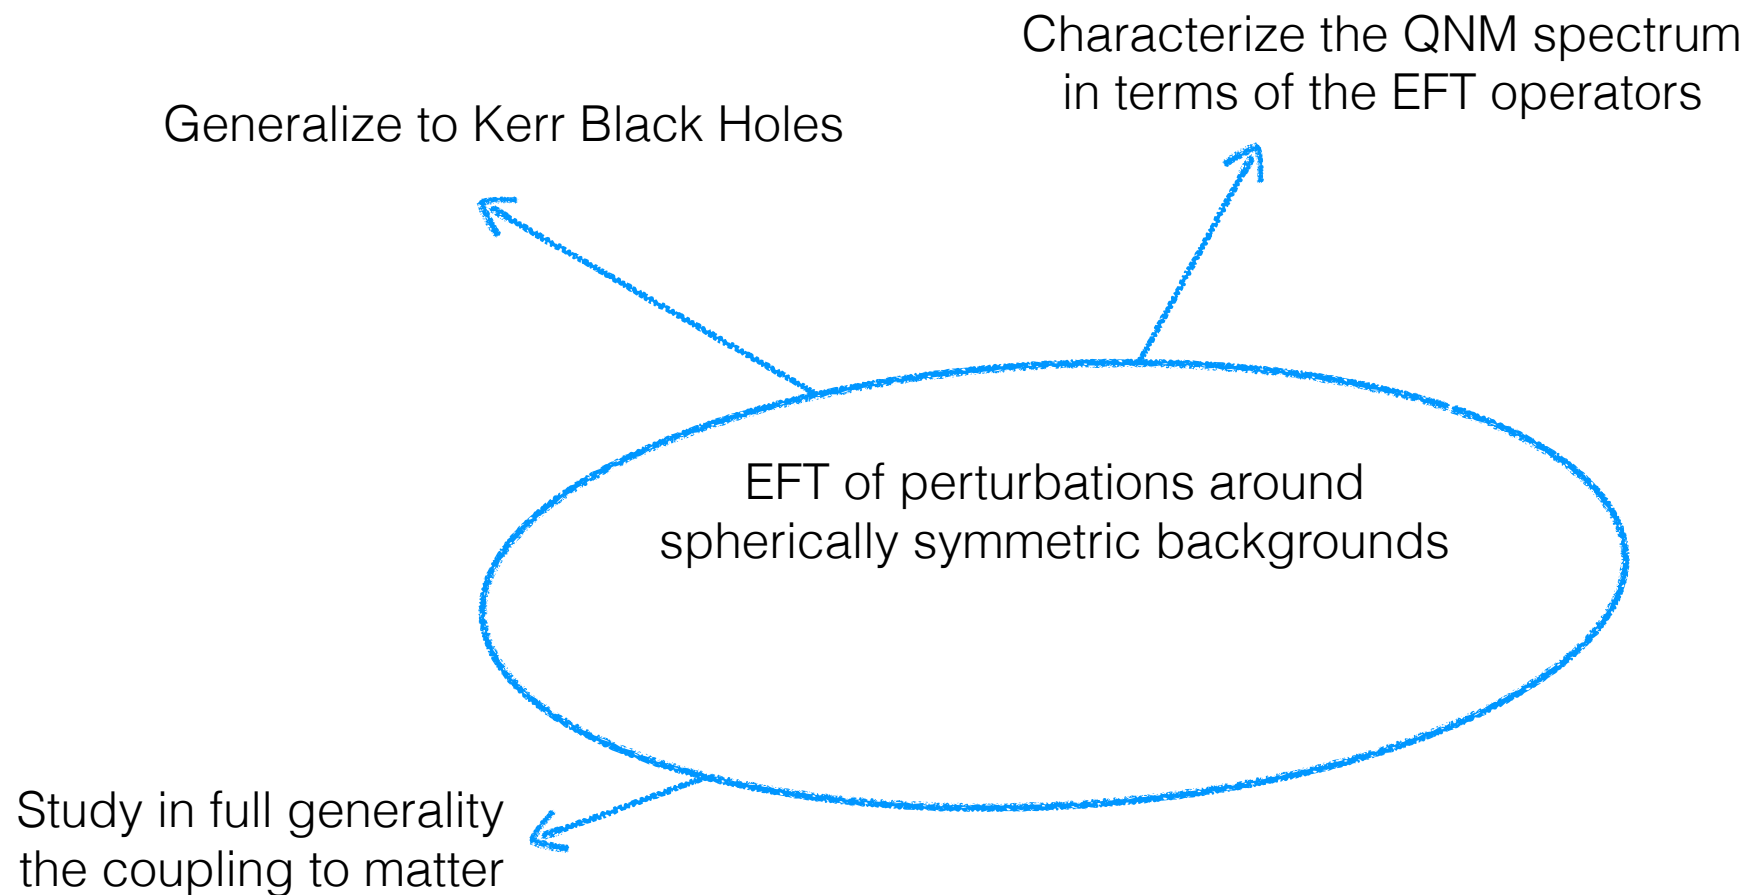 Characterize the QNM spectrum
in terms of the EFT operators
Generalize to Kerr Black Holes
EFT of perturbations around
spherically symmetric backgrounds
Study in full generality
the coupling to matter